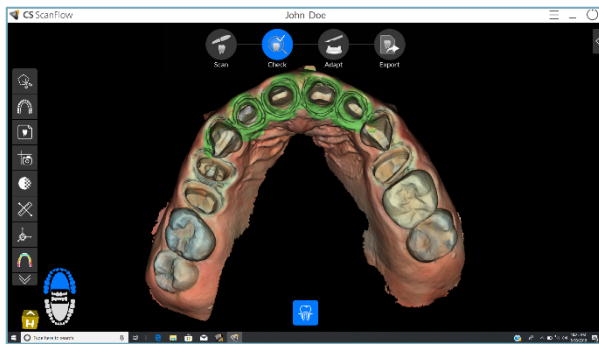 CS ScanFlow
John Doe
Scan
Check
Adapt
Export
H
Type here to search